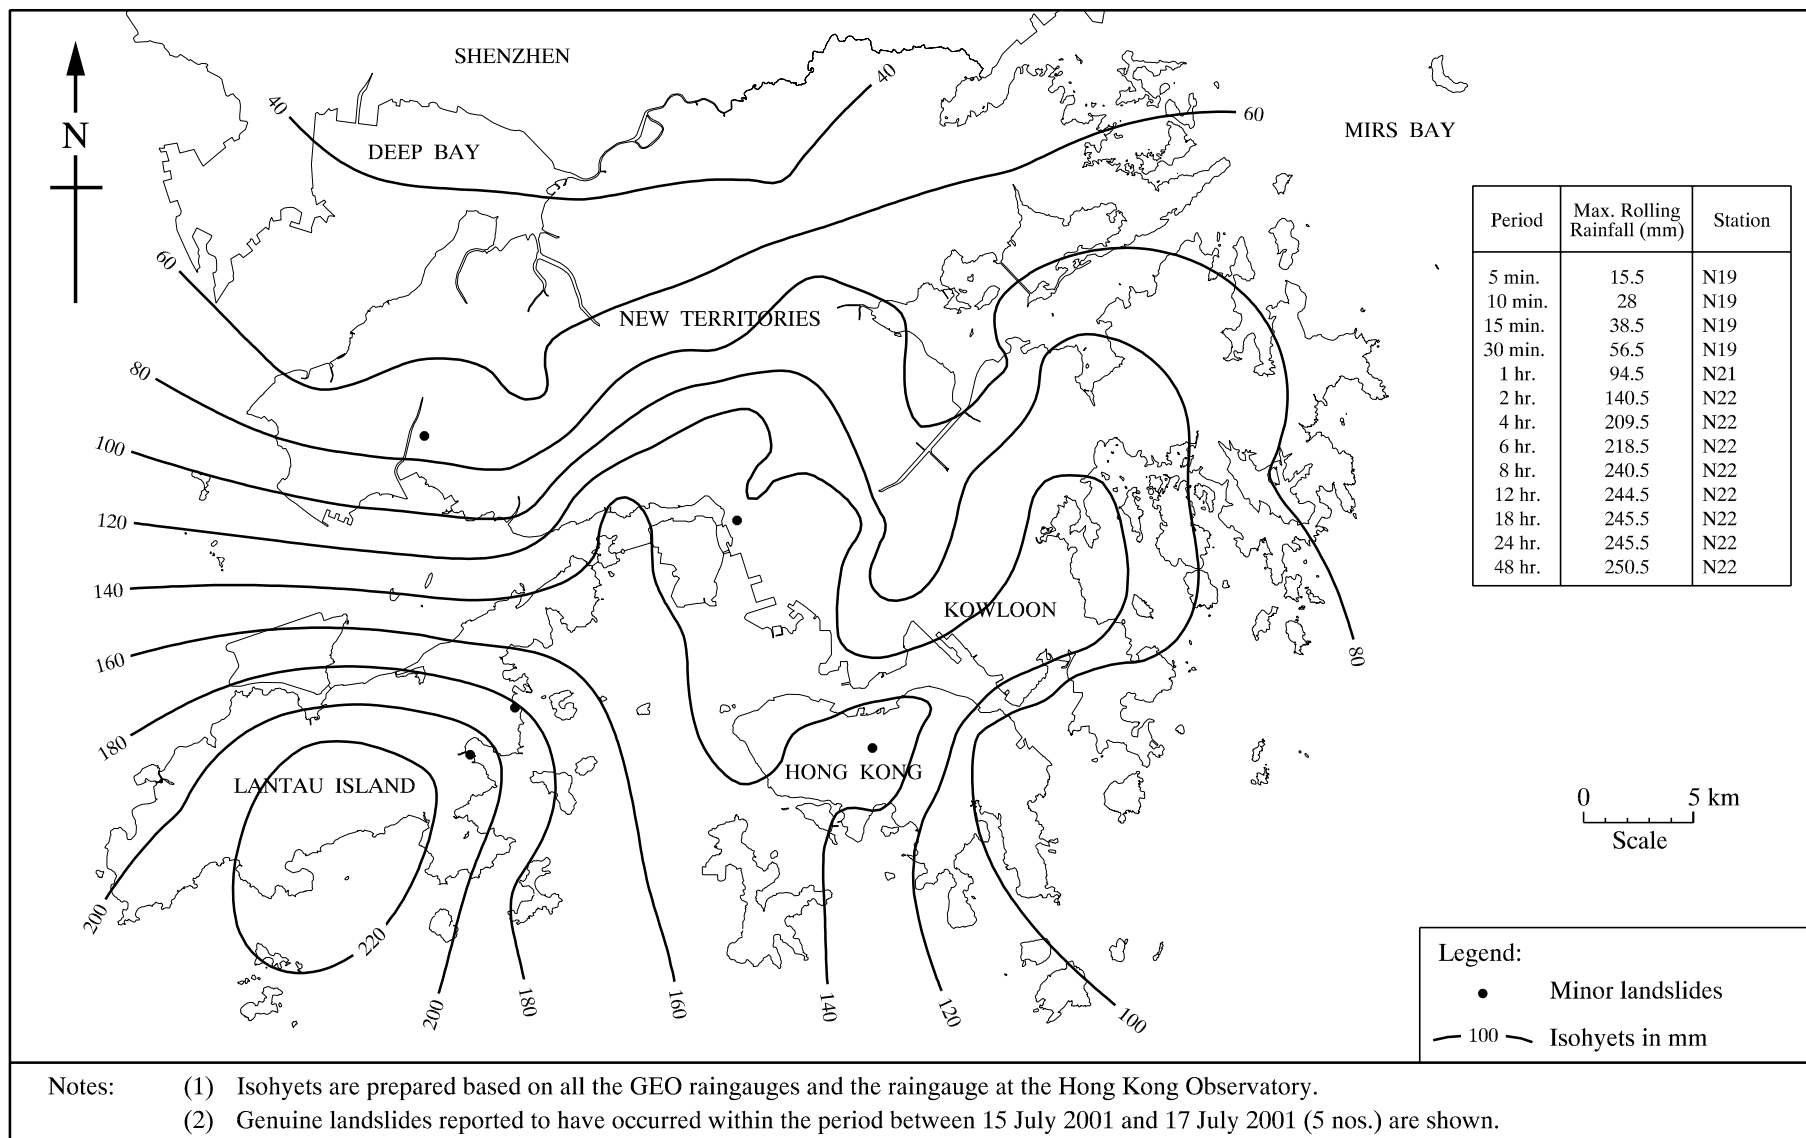 SHENZHEN
40
40
60
N
DEEP BAY
MIRS BAY
60
NEW TERRITORIES
80
100
120
140
160
180
200
KOWLOON
80
LANTAU ISLAND
HONG KONG
220
200
180
160
140
120
100
Period Max. Rolling Rainfall (mm) Station
5 min. 15.5 N19
10 min. 28 N19
15 min. 38.5 N19
30 min. 56.5 N19
1 hr. 94.5 N21
2 hr. 140.5 N22
4 hr. 209.5 N22
6 hr. 218.5 N22
8 hr. 240.5 N22
12 hr. 244.5 N22
18 hr. 245.5 N22
24 hr. 245.5 N22
48 hr. 250.5 N22
0 5 km
Scale
Legend:
Minor landslides
100 Isohyets in mm
Notes: (1) Isohyets are prepared based on all the GEO raingauges and the raingauge at the Hong Kong Observatory.
(2) Genuine landslides reported to have occurred within the period between 15 July 2001 and 17 July 2001 (5 nos.) are shown.